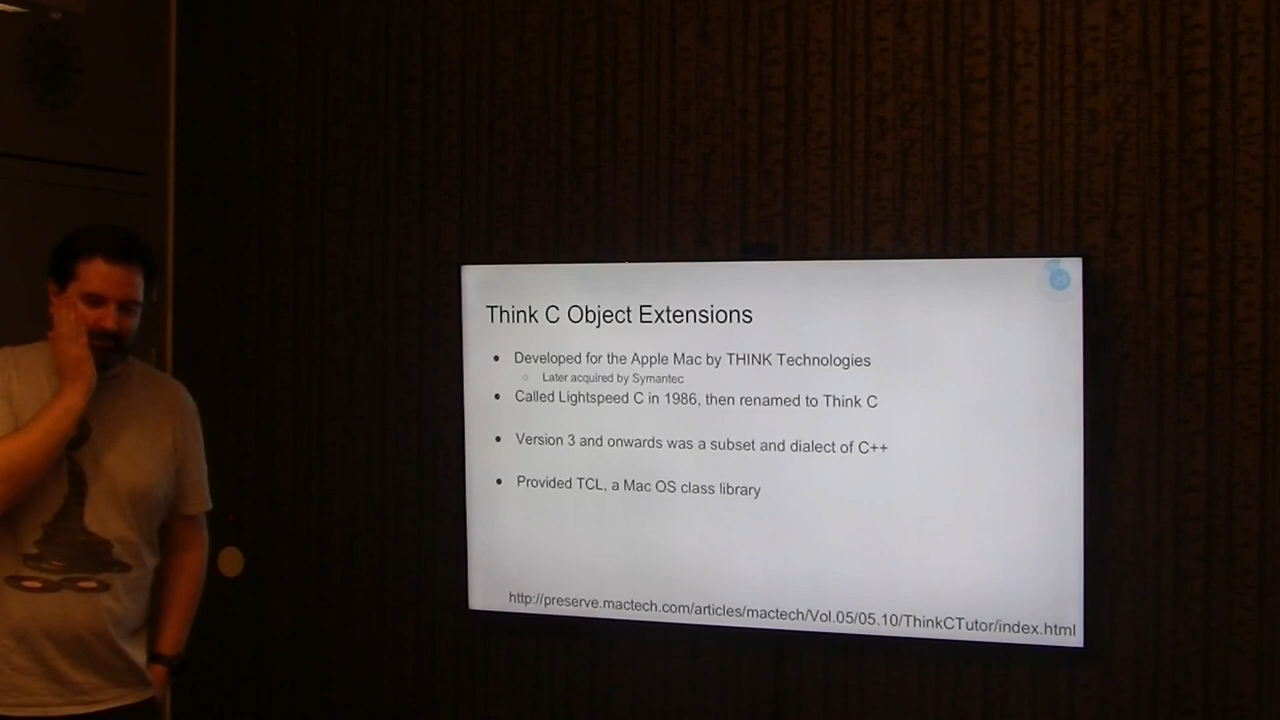 29
Think C Object Extensions
● Developed for the Apple Mac by THINK Technologies
○ Later acquired by Symantec
● Called Lightspeed C in 1986, then renamed to Think C
● Version 3 and onwards was a subset and dialect of C++
● Provided TCL, a Mac OS class library
http://preserve.mactech.com/articles/mactech/Vol.05/05.10/ThinkCTutor/index.html